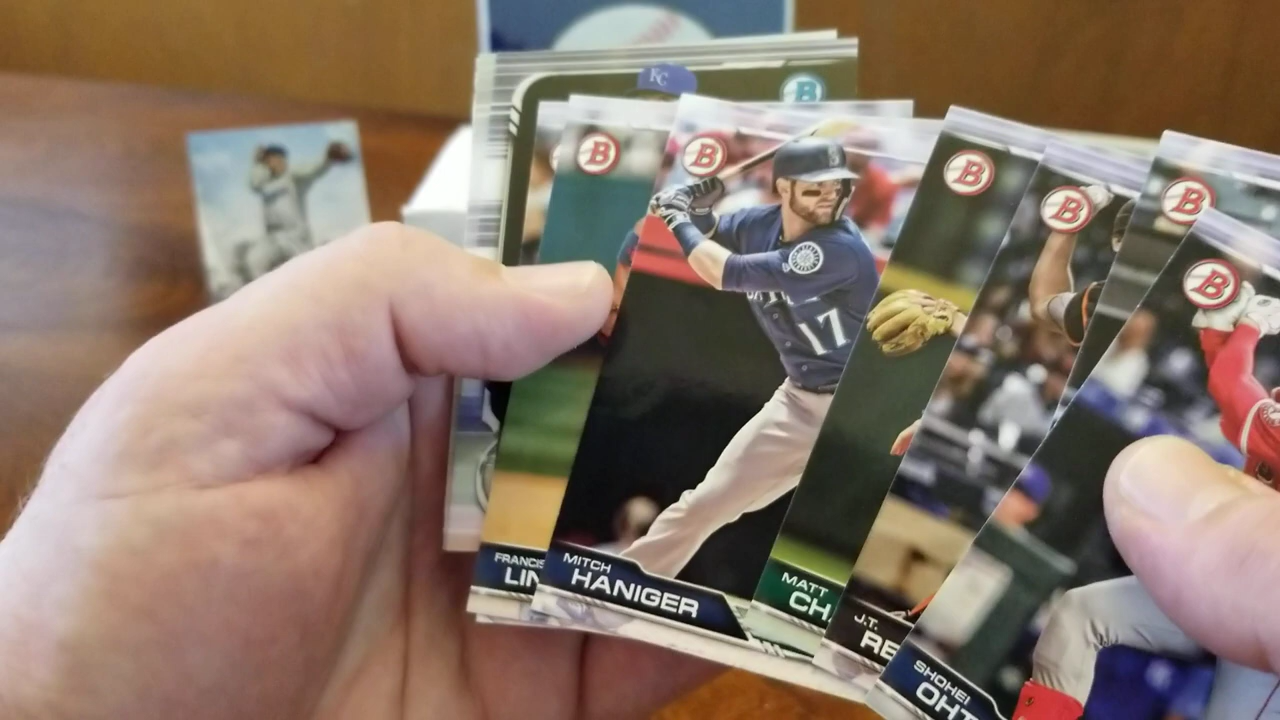 KC
B
B
B
B
B
B
B
17
FRANCIS
LIN
MITCH
HANIGER
MATT
CH
J.T.
RE
SHOHEI
OHT